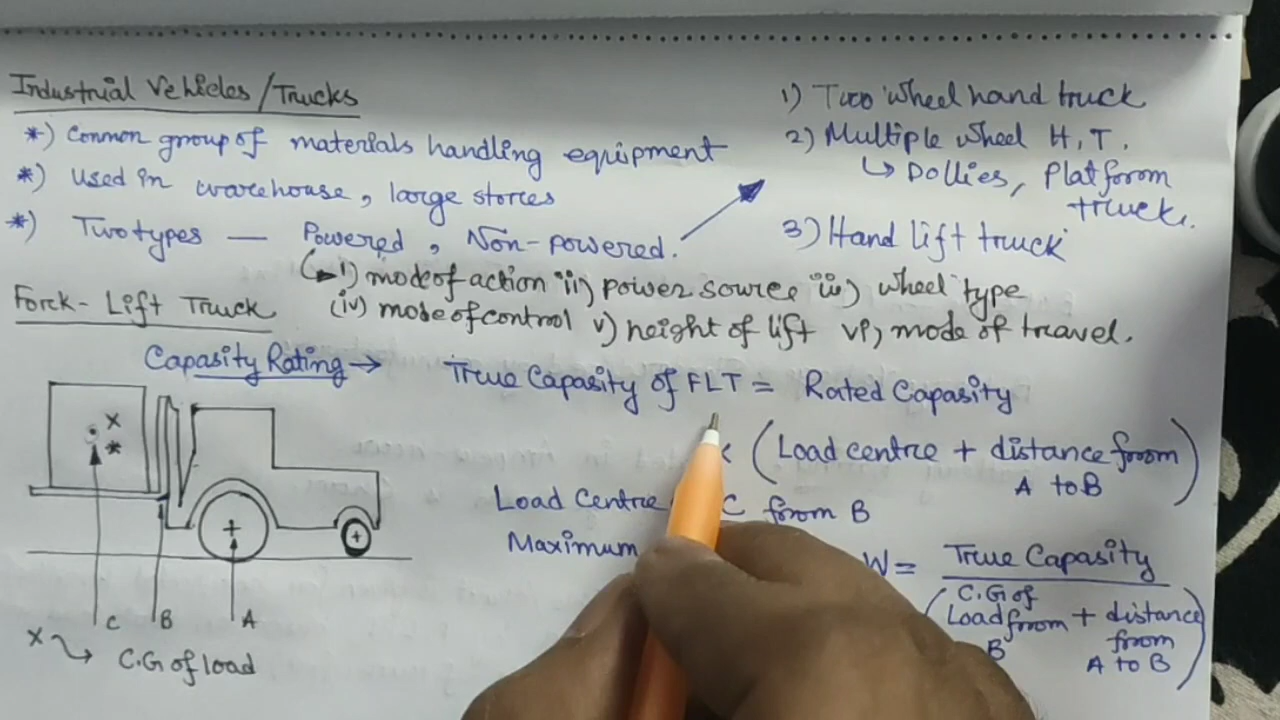 Industrial Vehicles/Trucks
*) Common group of materials handling equipment
*) Used in warehouse, large stores
*) Two types — Powered, Non-powered.
1) Two wheel hand truck
2) Multiple wheel H.T.
↳ Dollies, Platform truck.
3) Hand lift truck
i) mode of action ii) power source iii) wheel type
(iv) mode of control v) height of lift vi) mode of travel.
Fork-Lift Truck
Capasity Rating → True Capasity of FLT = Rated Capasity
(Load centre + distance from A to B)
Load Centre C from B
Maximum W = True Capasity
(C.G of Load from B + distance from A to B)
X
*
+
+
C B A
X C.G of load